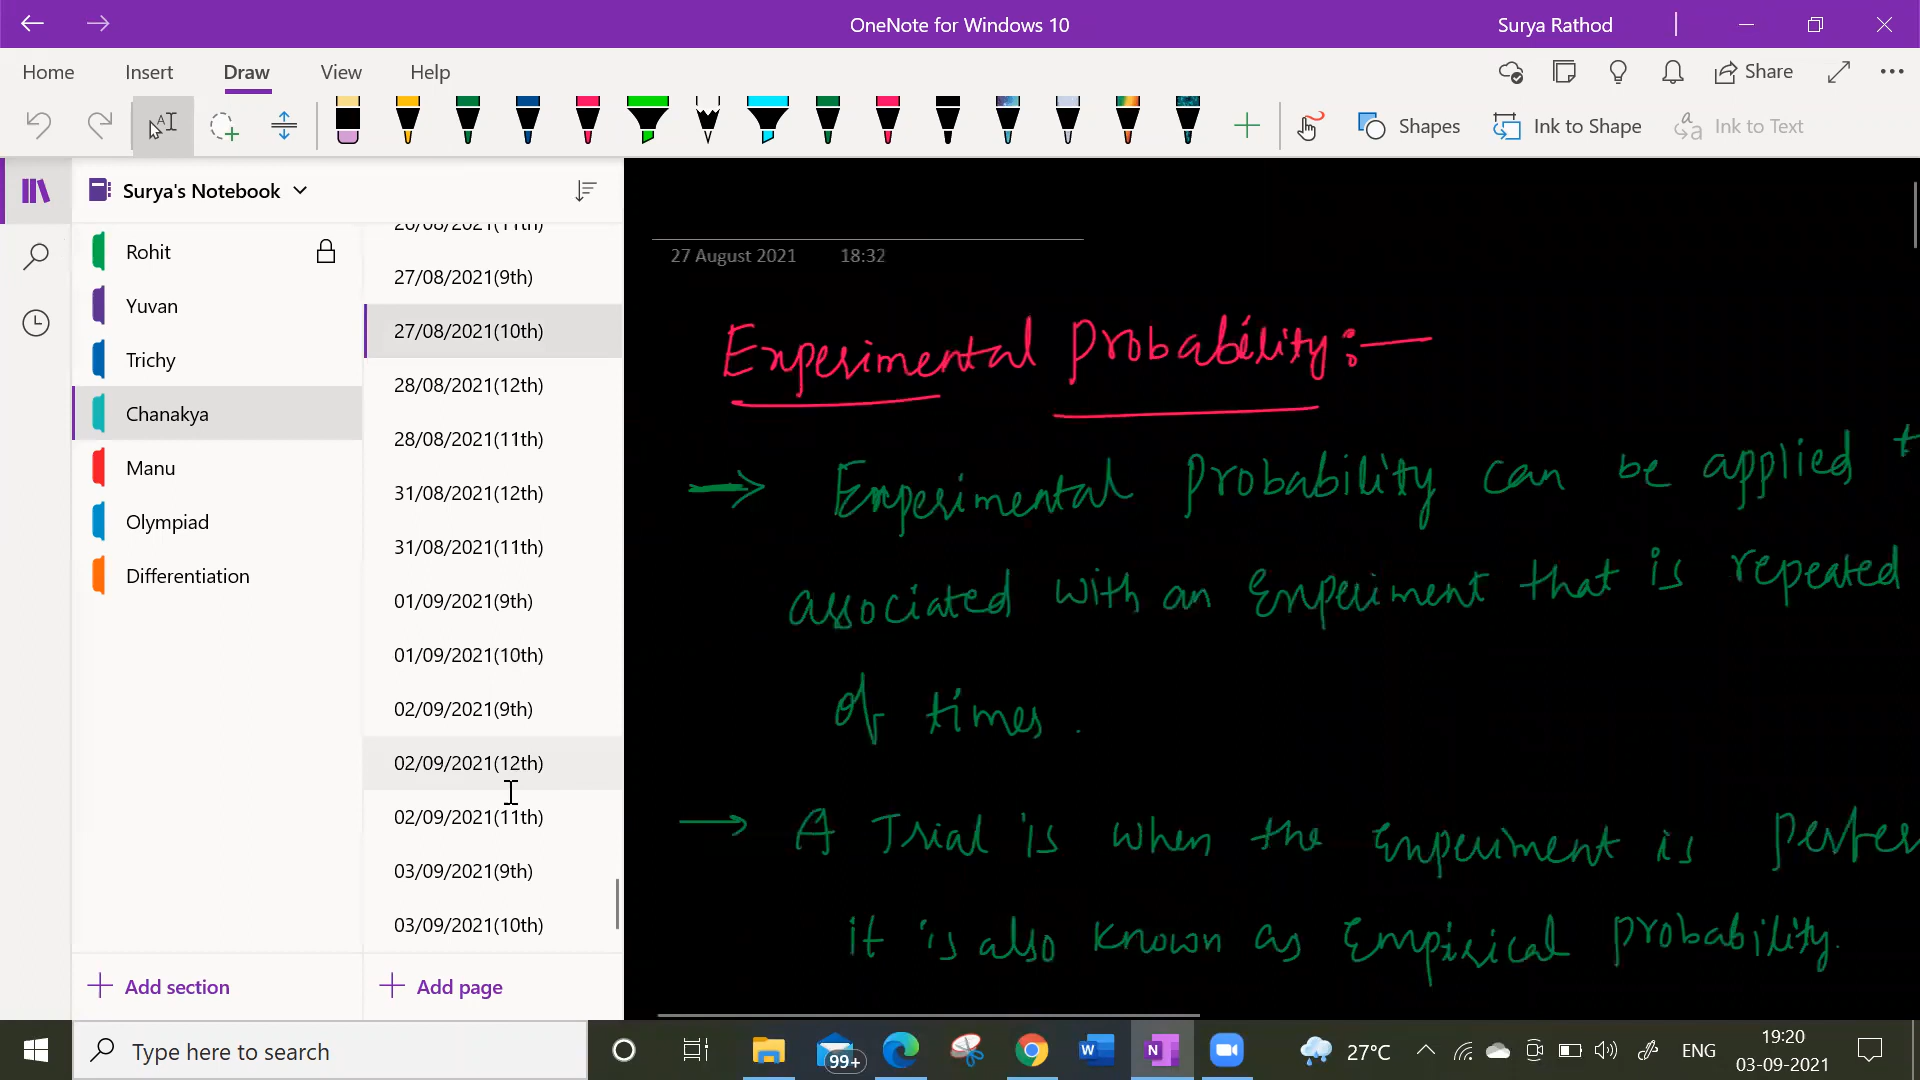 OneNote for Windows 10
Surya Rathod
Home Insert Draw View Help
Share
Shapes
Ink to Shape
Ink to Text
Surya's Notebook
Rohit
Yuvan
Trichy
Chanakya
Manu
Olympiad
Differentiation
Add section
26/08/2021(11th)
27/08/2021(9th)
27/08/2021(10th)
28/08/2021(12th)
28/08/2021(11th)
31/08/2021(12th)
31/08/2021(11th)
01/09/2021(9th)
01/09/2021(10th)
02/09/2021(9th)
02/09/2021(12th)
02/09/2021(11th)
03/09/2021(9th)
03/09/2021(10th)
Add page
27 August 2021 18:32
Experimental Probability:—
→ Experimental Probability can be applied
associated with an Experiment that is repeated
of times.
→ A Trial is when the experiment is
it is also known as Empirical probability.
Type here to search
99+
27°C
ENG
19:20
03-09-2021